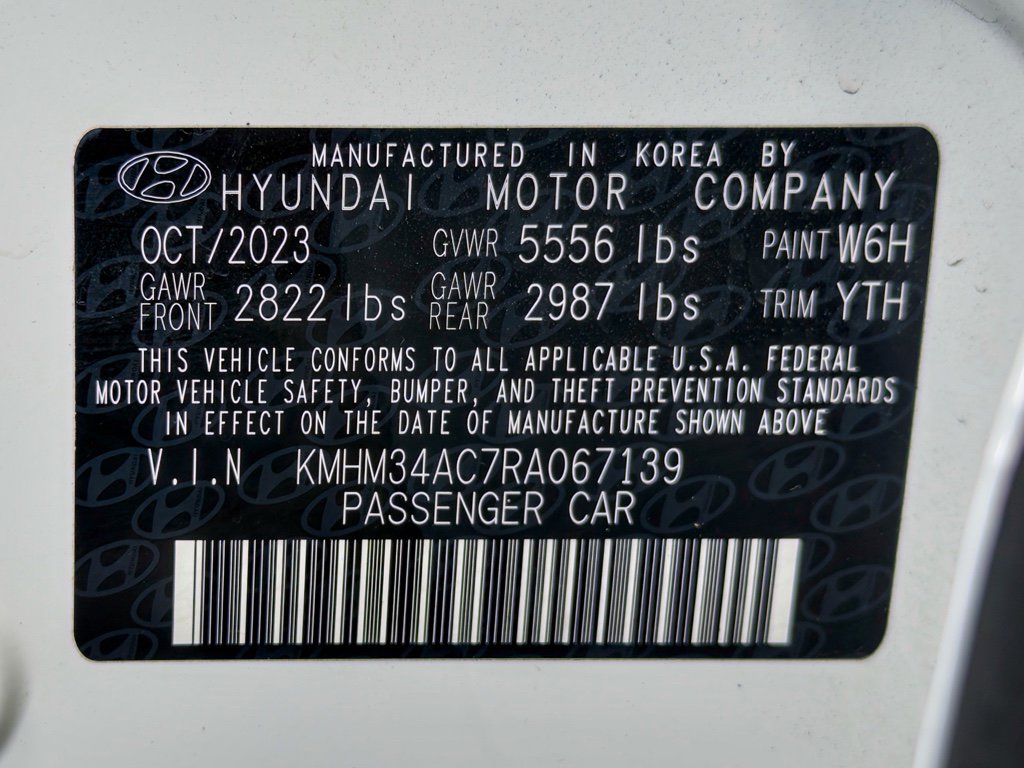 MANUFACTURED IN KOREA BY
HYUNDAI MOTOR COMPANY
OCT/2023 GVWR 5556 lbs PAINT W6H
GAWR FRONT 2822 lbs GAWR REAR 2987 lbs TRIM YTH
THIS VEHICLE CONFORMS TO ALL APPLICABLE U.S.A. FEDERAL
MOTOR VEHICLE SAFETY, BUMPER, AND THEFT PREVENTION STANDARDS
IN EFFECT ON THE DATE OF MANUFACTURE SHOWN ABOVE
V.I.N KMHM34AC7RA067139
PASSENGER CAR